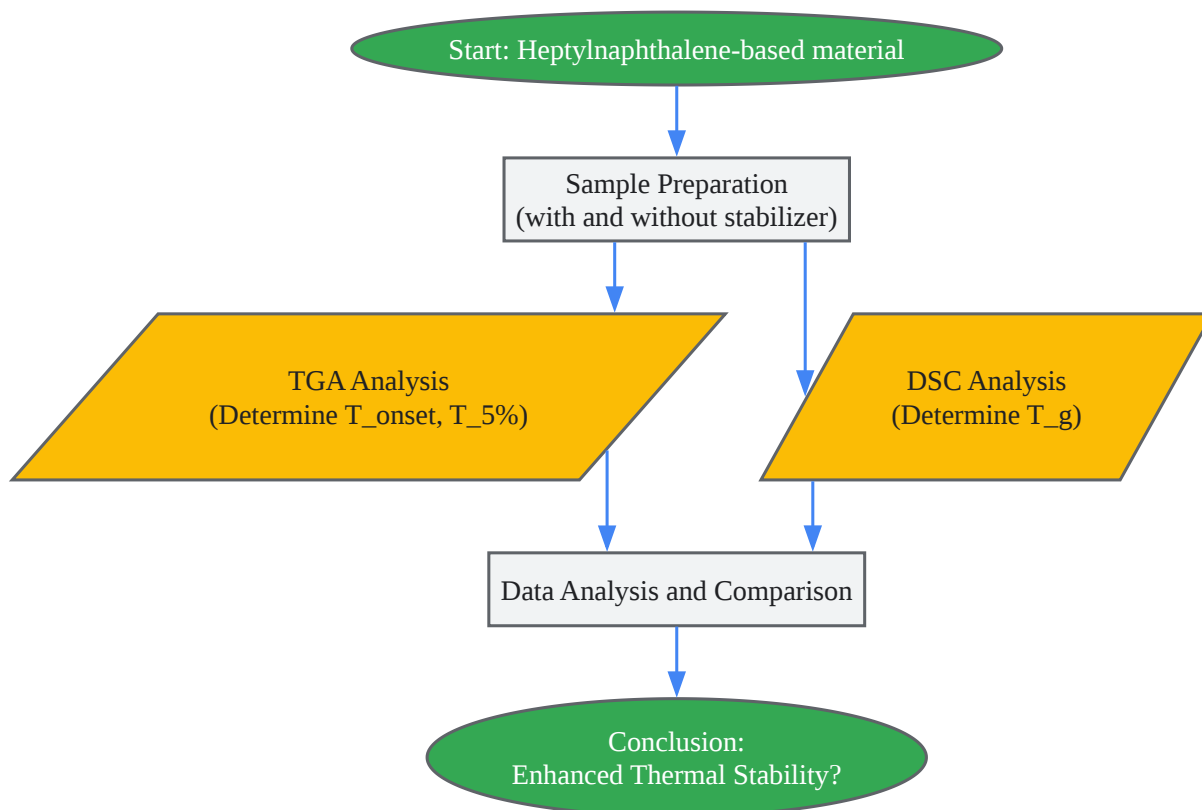 Start: Heptylnaphthalene-based material
Sample Preparation
(with and without stabilizer)
TGA Analysis
(Determine T_onset, T_5%)
DSC Analysis
(Determine T_g)
Data Analysis and Comparison
Conclusion:
Enhanced Thermal Stability?